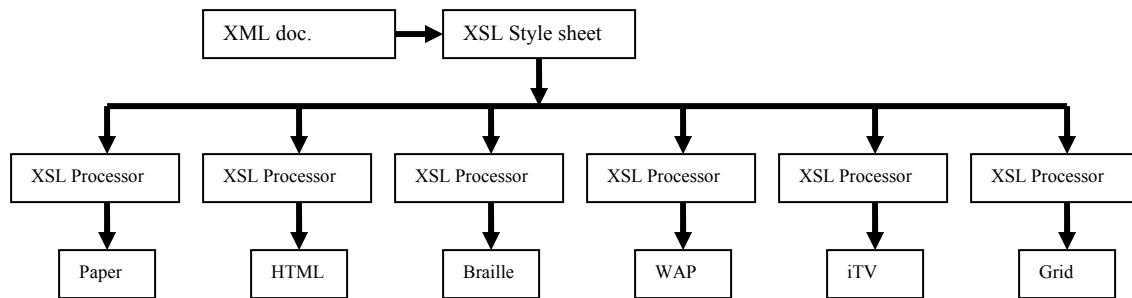 XML doc.
XSL Style sheet
XSL Processor
XSL Processor
XSL Processor
XSL Processor
XSL Processor
XSL Processor
Paper
HTML
Braille
WAP
iTV
Grid